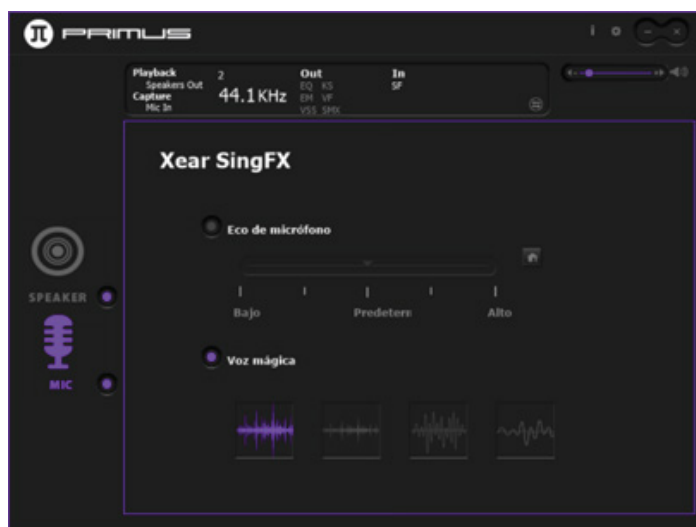 PRIMUS
i
Playback 2 Out In
Speakers Out EQ KS SF
Capture 44.1KHz EM VF
Mic In VSS SMX
Xear SingFX
Eco de micrófono
Bajo Predetern Alto
SPEAKER
Voz mágica
MIC